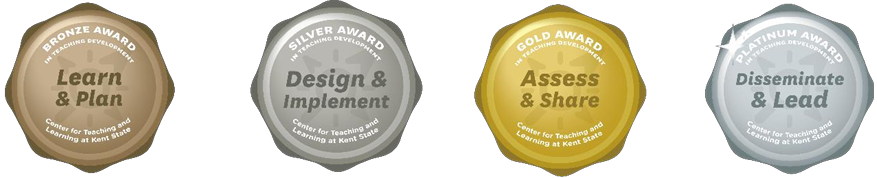 BRONZE AWARD
IN TEACHING DEVELOPMENT
Learn
& Plan
Center for Teaching and
Learning at Kent State
SILVER AWARD
IN TEACHING DEVELOPMENT
Design &
Implement
Center for Teaching and
Learning at Kent State
GOLD AWARD
IN TEACHING DEVELOPMENT
Assess
& Share
Center for Teaching and
Learning at Kent State
PLATINUM AWARD
IN TEACHING DEVELOPMENT
Disseminate
& Lead
Center for Teaching and
Learning at Kent State